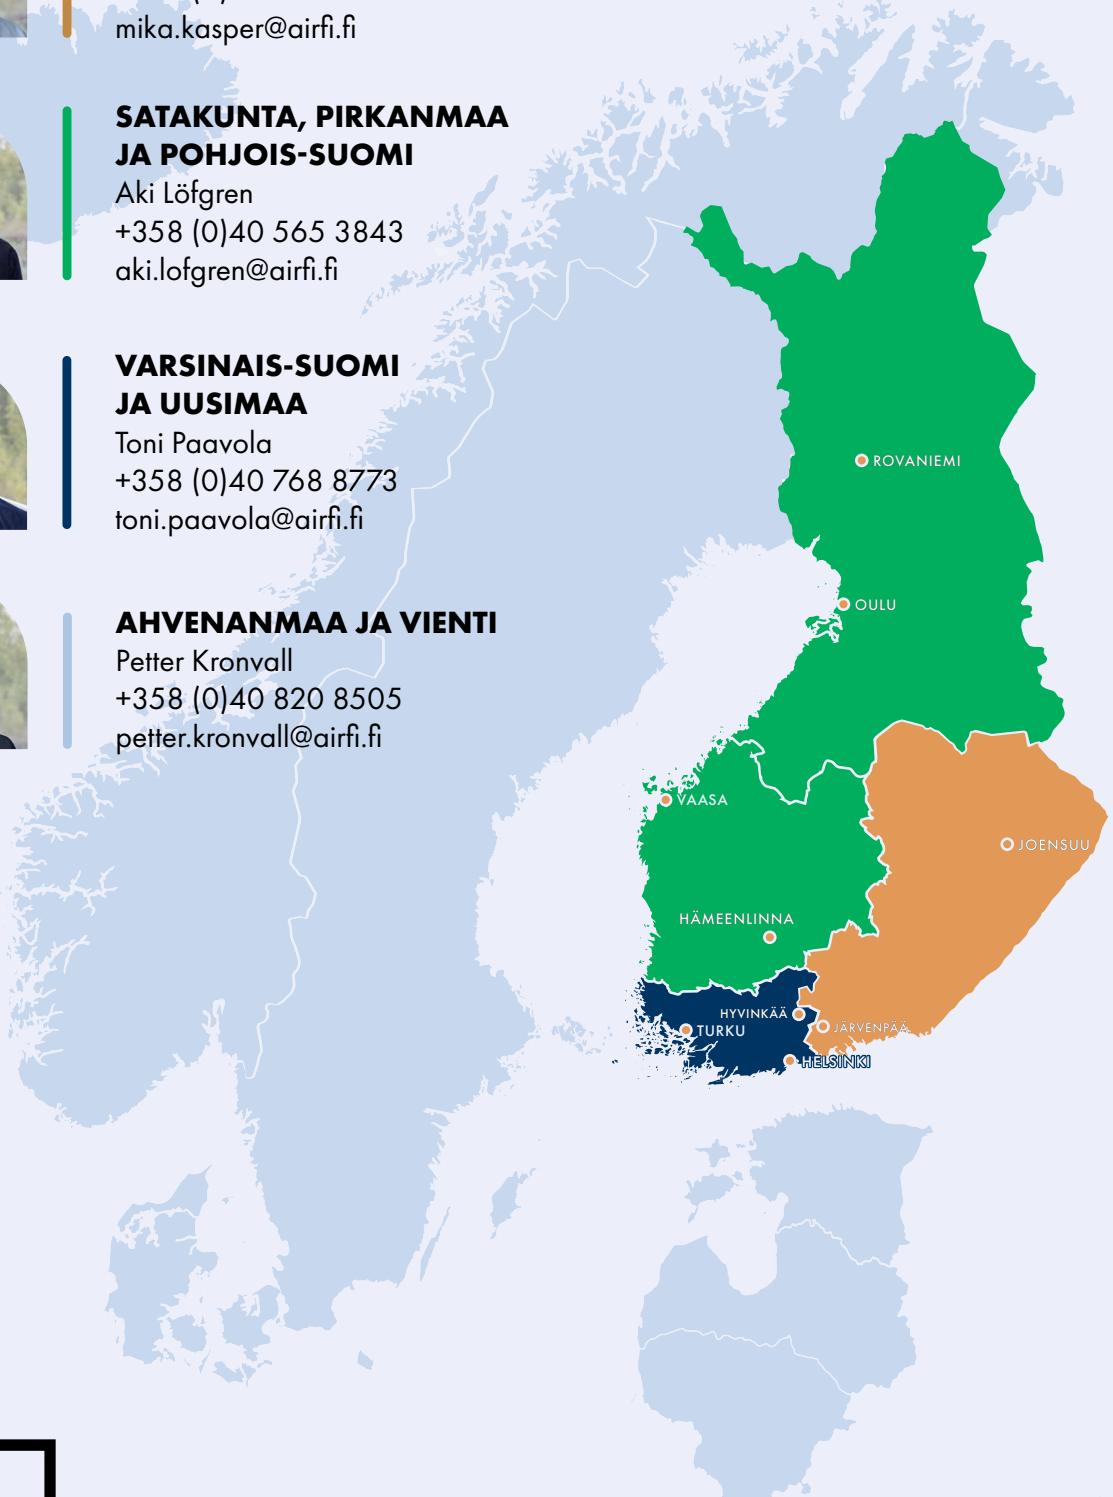 mika.kasper@airfi.fi
SATAKUNTA, PIRKANMAA
JA POHJOIS-SUOMI
Aki Löfgren
+358 (0)40 565 3843
aki.lofgren@airfi.fi
VARSINAIS-SUOMI
JA UUSIMAA
Toni Paavola
+358 (0)40 768 8773
toni.paavola@airfi.fi
AHVENANMAA JA VIENTI
Petter Kronvall
+358 (0)40 820 8505
petter.kronvall@airfi.fi
ROVANIEMI
OULU
VAASA
JOENSUU
HÄMEENLINNA
HYVINKÄÄ
JÄRVENPÄÄ
TURKU
HELSINKI